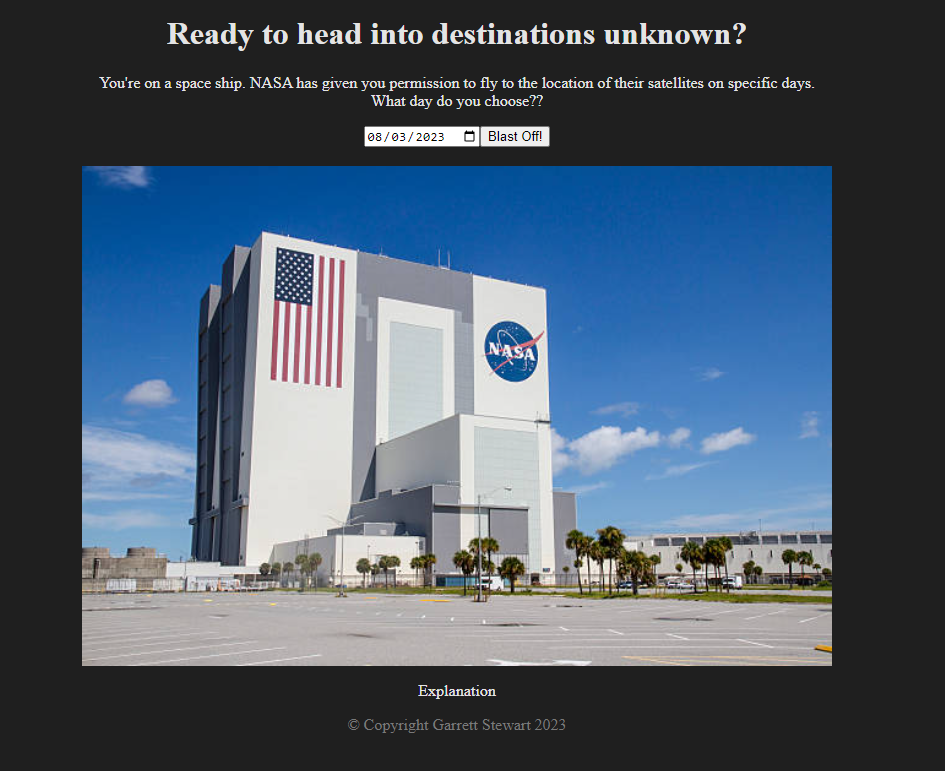 Ready to head into destinations unknown?
You're on a space ship. NASA has given you permission to fly to the location of their satellites on specific days.
What day do you choose??
08/03/2023 Blast Off!
NASA
Explanation
© Copyright Garrett Stewart 2023